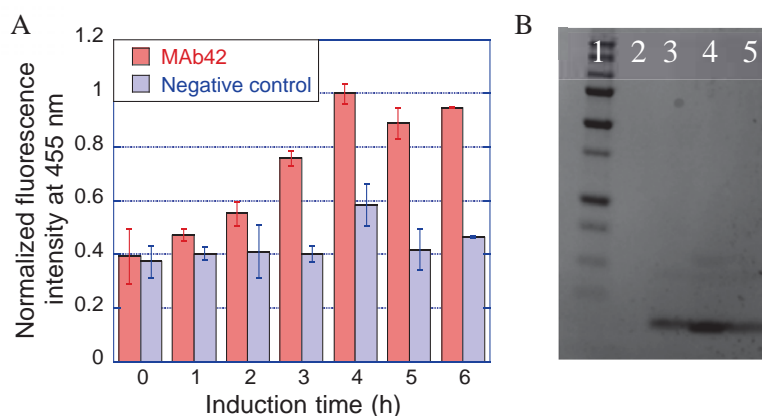 A
Normalized fluorescence
intensity at 455 nm
1.2
1
0.8
0.6
0.4
0.2
0
MAb42
Negative control
0 1 2 3 4 5 6
Induction time (h)
B
1 2 3 4 5